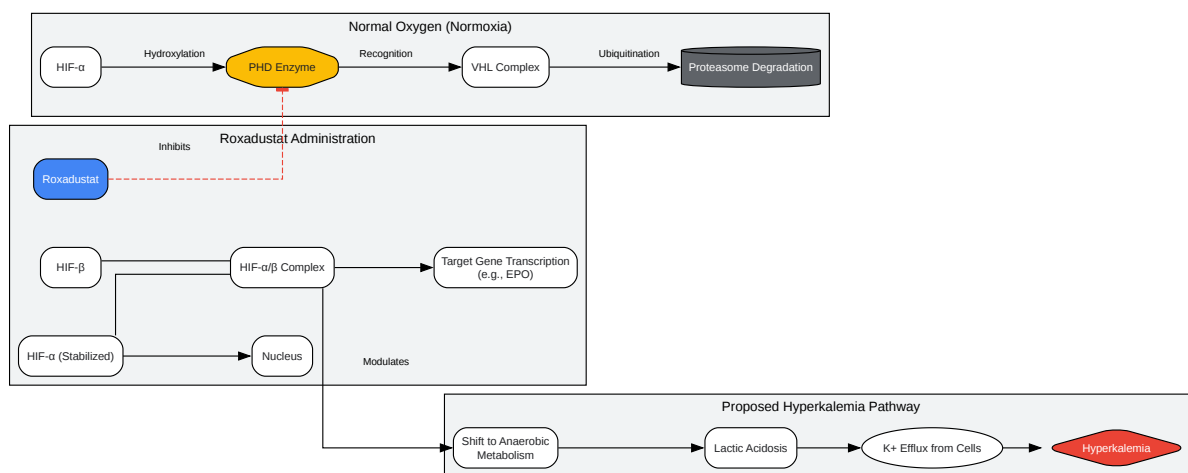 Normal Oxygen (Normoxia)
HIF-α
Hydroxylation
PHD Enzyme
Recognition
VHL Complex
Ubiquitination
Proteasome Degradation
Roxadustat Administration
Inhibits
Roxadustat
HIF-β
HIF-α/β Complex
Target Gene Transcription
(e.g., EPO)
HIF-α (Stabilized)
Nucleus
Modulates
Proposed Hyperkalemia Pathway
Shift to Anaerobic
Metabolism
Lactic Acidosis
K+ Efflux from Cells
Hyperkalemia